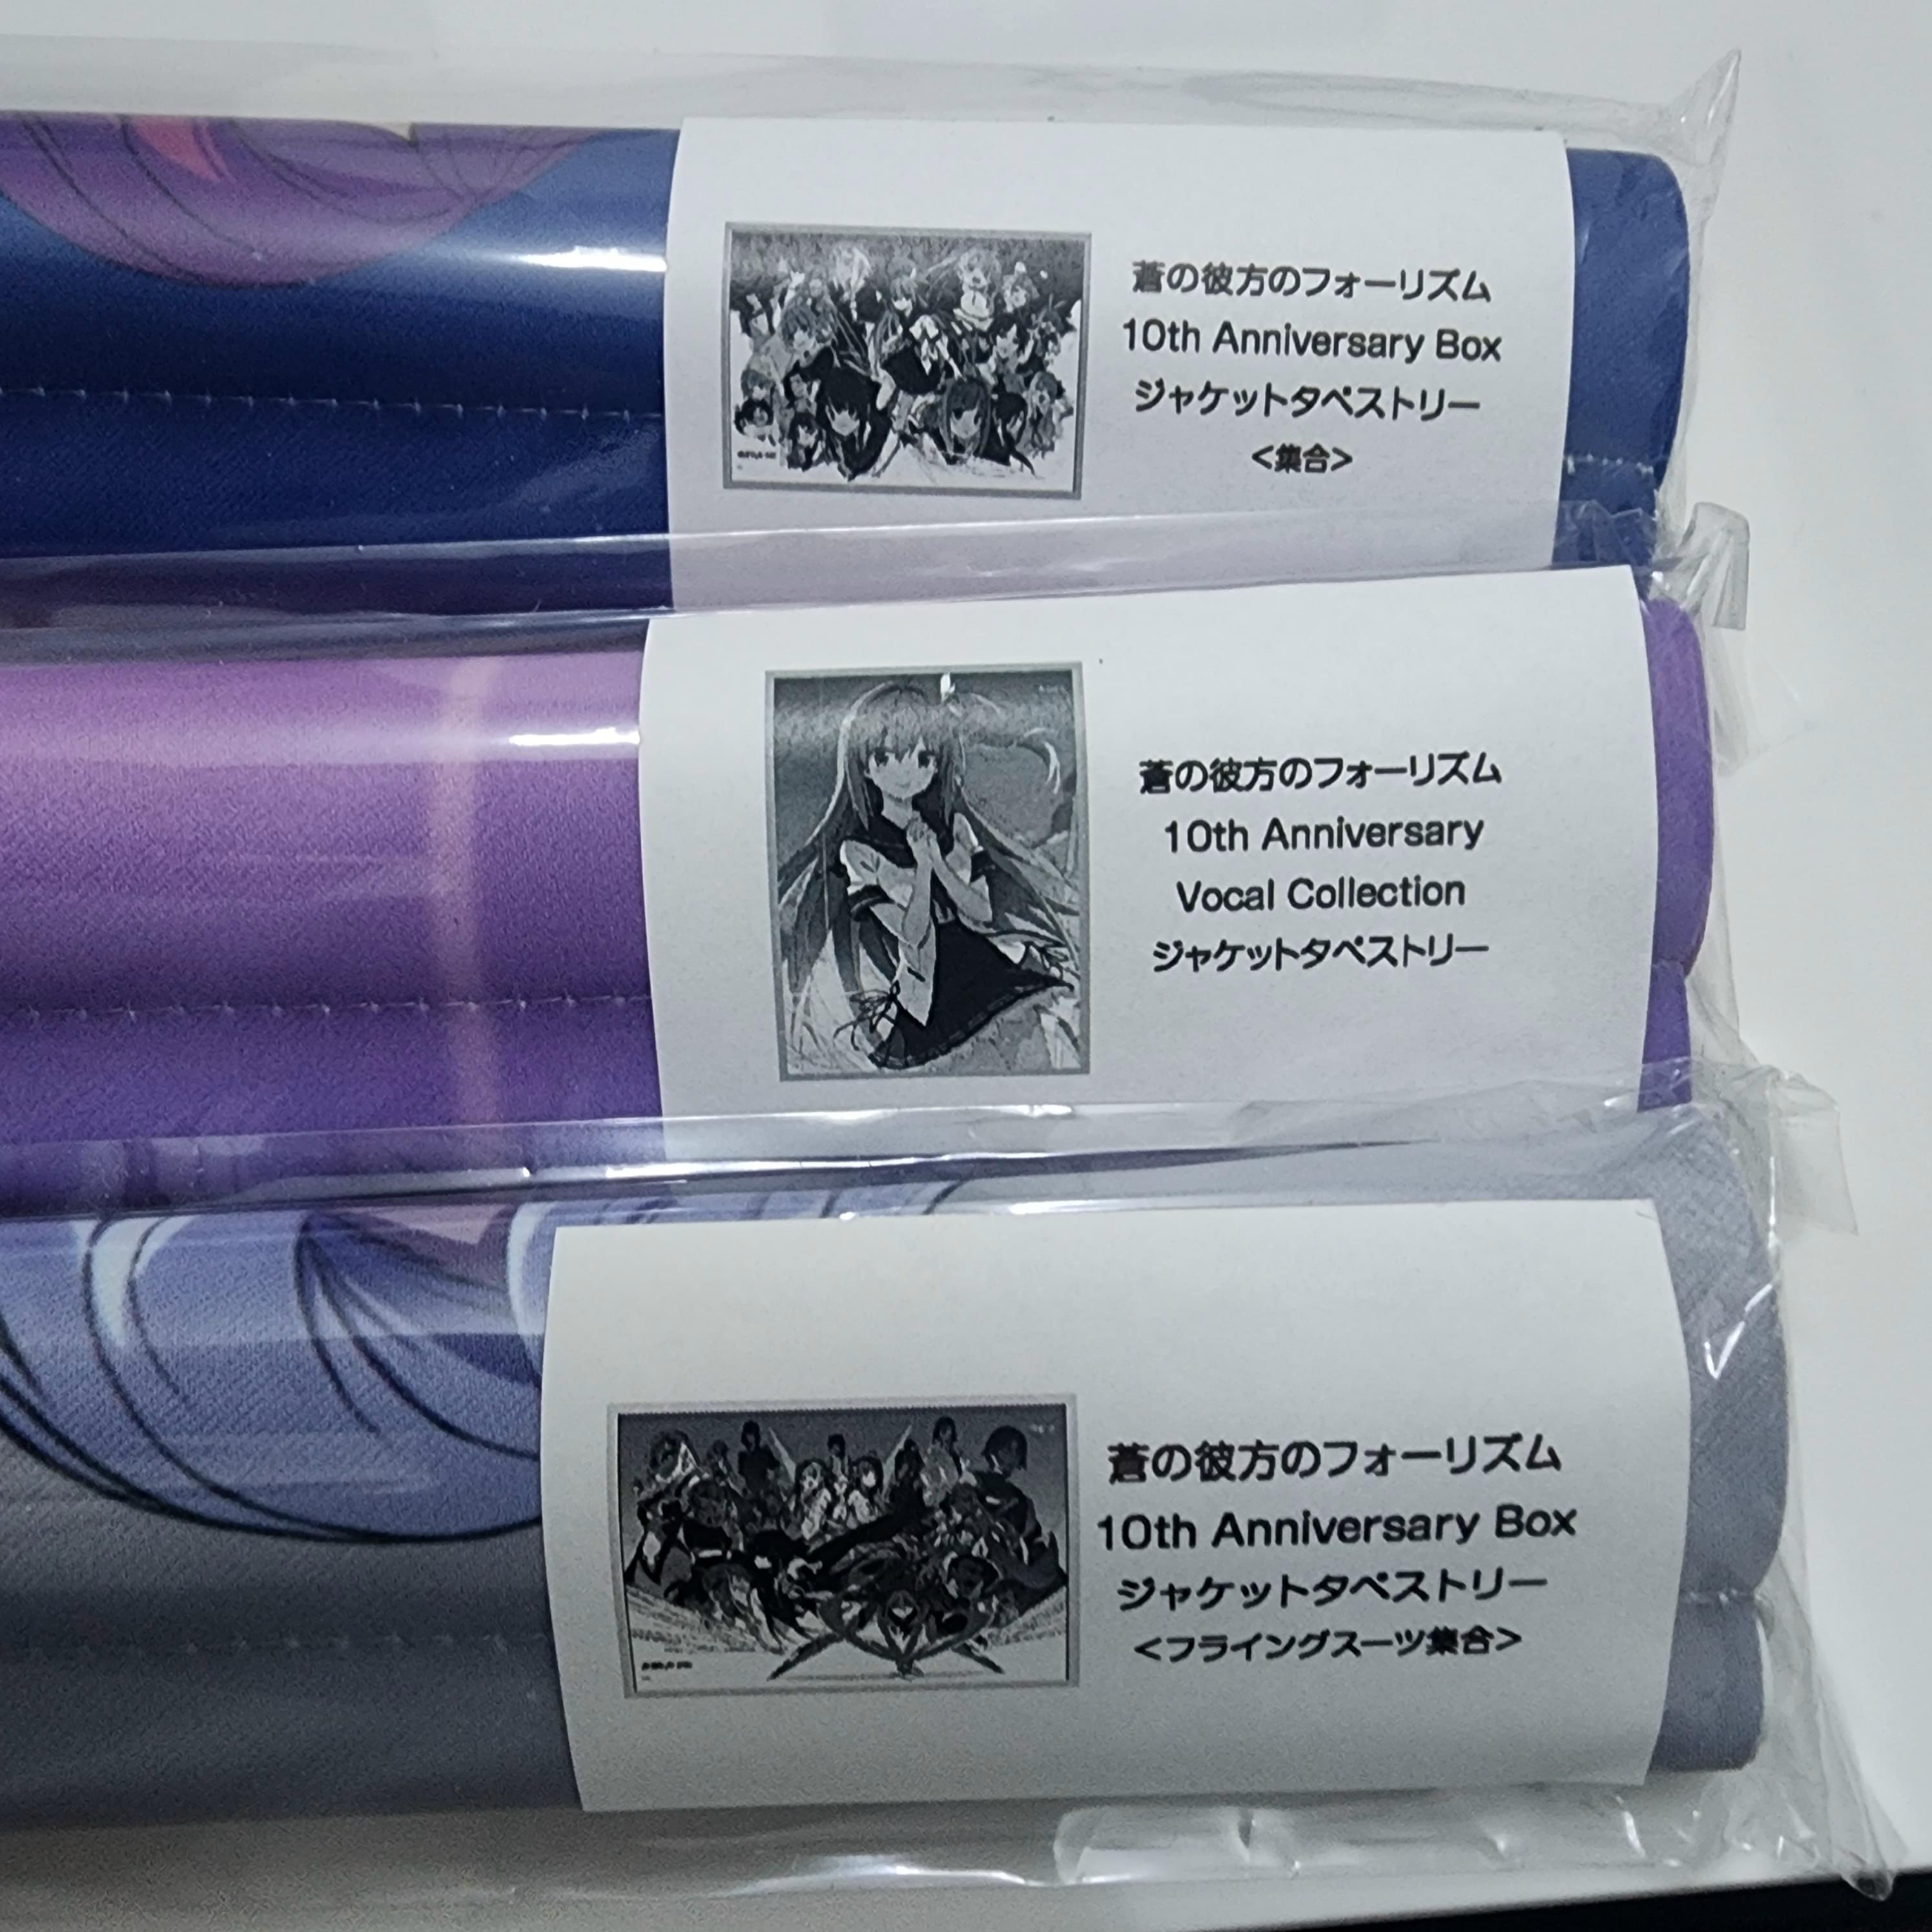 蒼の彼方のフォーリズム
10th Anniversary Box
ジャケットタペストリー
<集合>
蒼の彼方のフォーリズム
10th Anniversary
Vocal Collection
ジャケットタペストリー
蒼の彼方のフォーリズム
10th Anniversary Box
ジャケットタペストリー
<フライングスーツ集合>